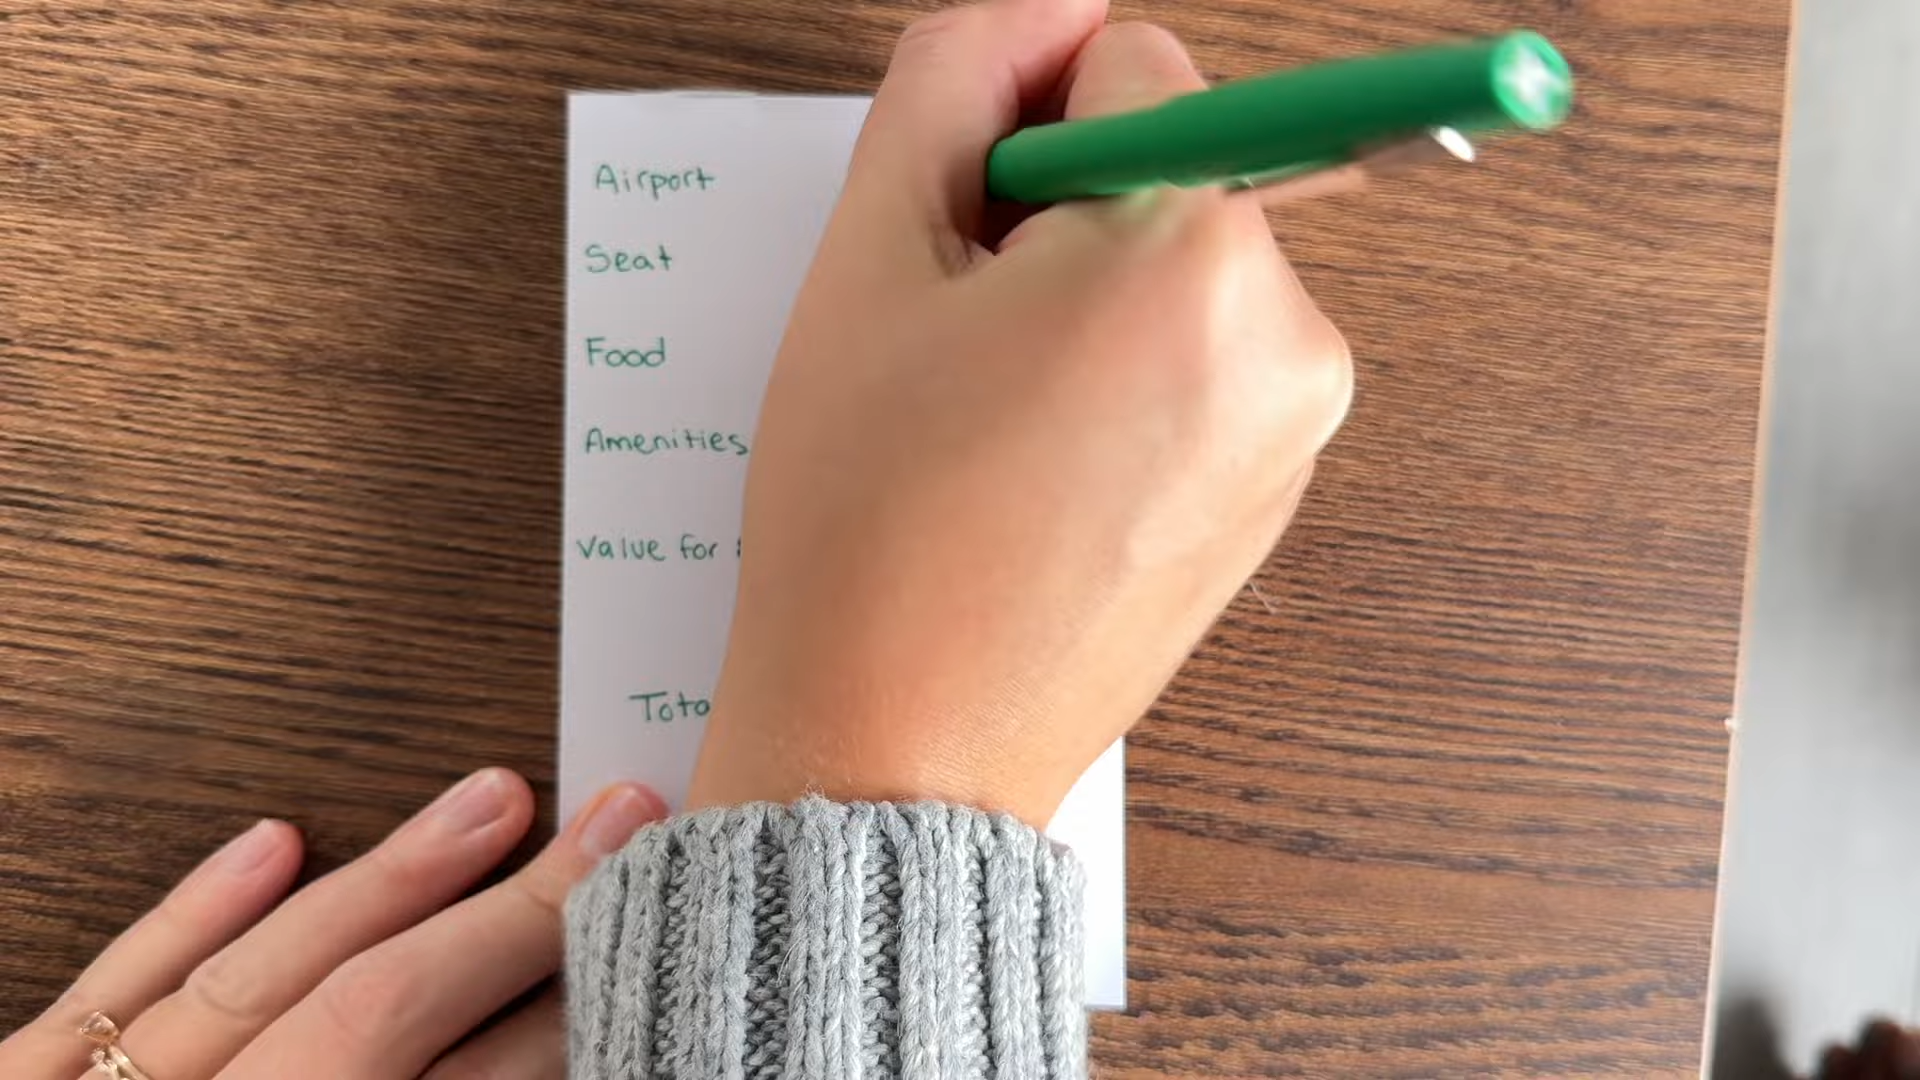 Airport
Seat
Food
Amenities
Value for
Tota